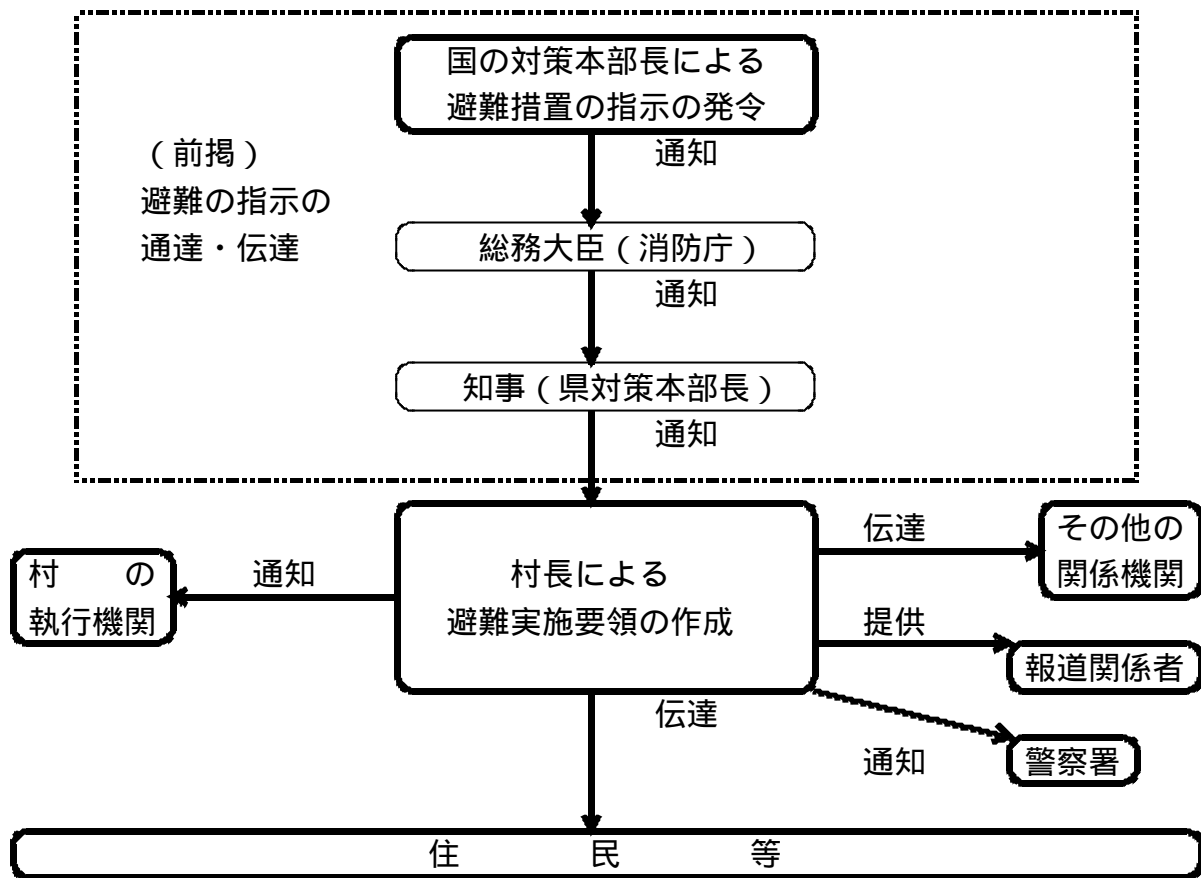 国の対策本部長による
避難措置の指示の発令
通知
（前掲）
避難の指示の
通達・伝達
総務大臣（消防庁）
通知
知事（県対策本部長）
通知
村長による
避難実施要領の作成
村　の
執行機関
通知
伝達
その他の
関係機関
提供
報道関係者
通知
警察署
伝達
住　民　等